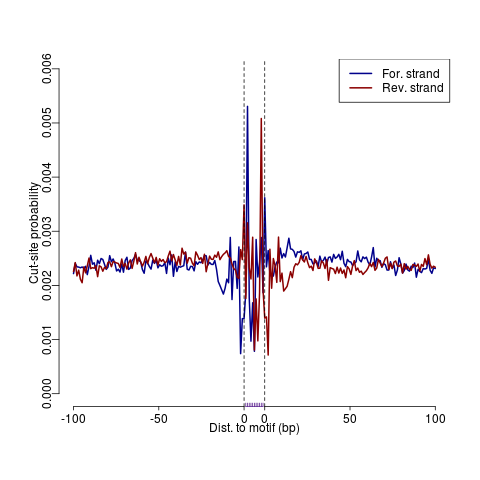 For. strand
Rev. strand
Cut-site probability
0.006
0.005
0.004
0.003
0.002
0.001
0.000
-100 -50 0 0 50 100
Dist. to motif (bp)